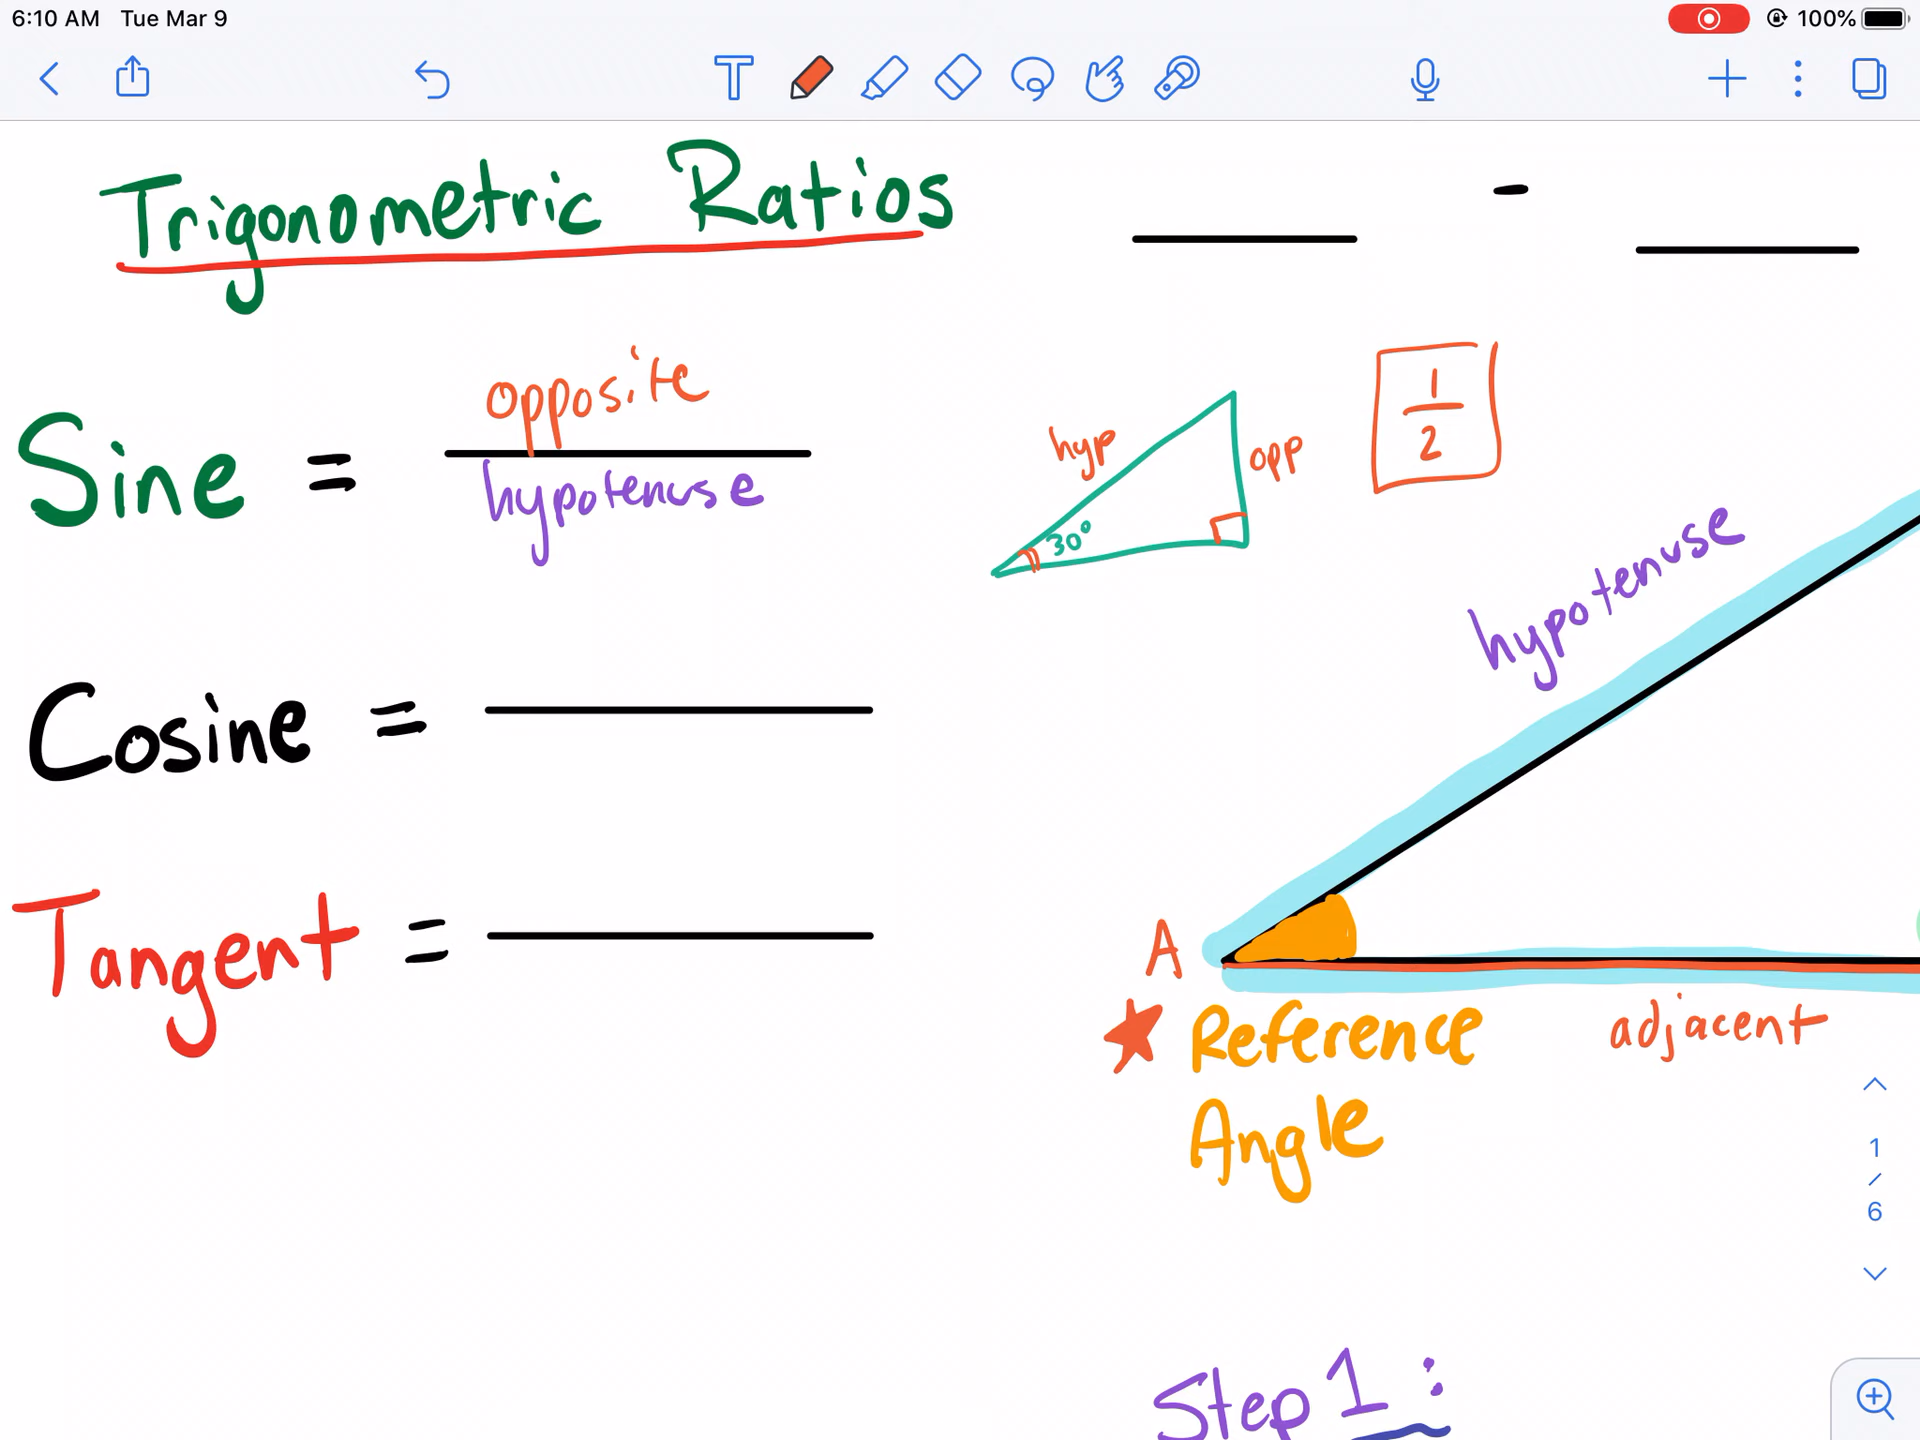 6:10 AM Tue Mar 9
100%
T
Trigonometric Ratios
-
Sine = opposite
hypotenuse
hyp
opp
30°
1
2
hypotenuse
Cosine =
Tangent =
A
Reference
Angle
adjacent
1
/
6
Step 1: